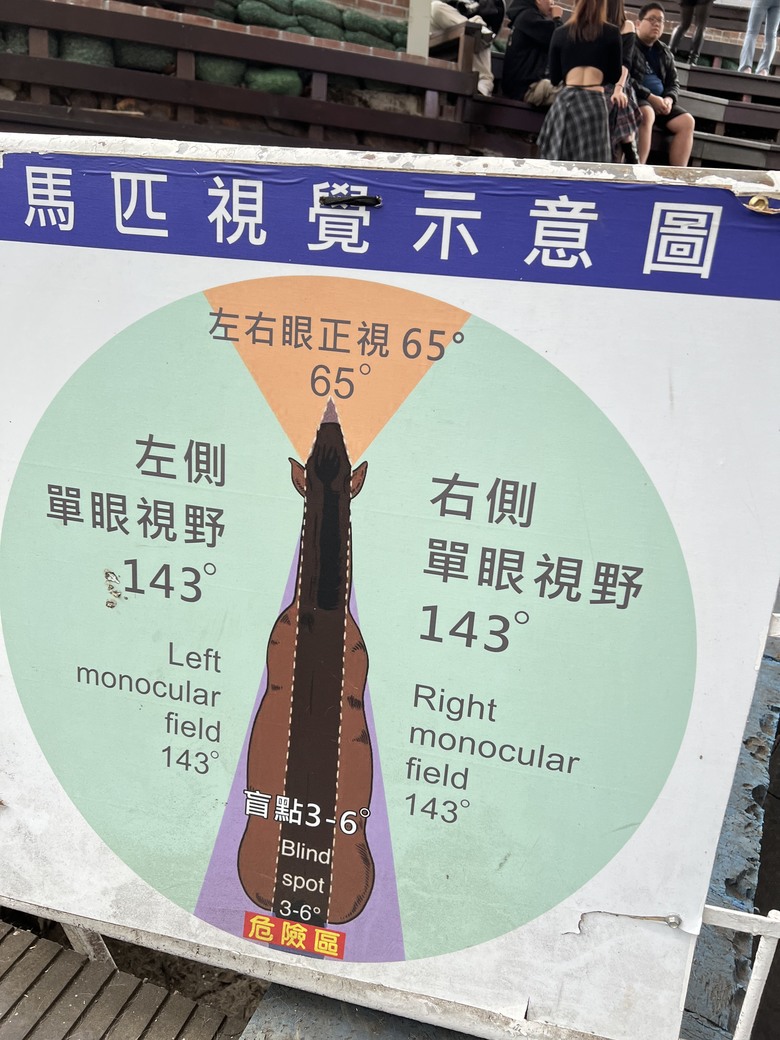 馬匹視覺示意圖
左右眼正視 65°
65°
左側
單眼視野
143°
Left
monocular
field
143°
右側
單眼視野
143°
Right
monocular
field
143°
盲點3-6°
Blind
spot
3-6°
危險區